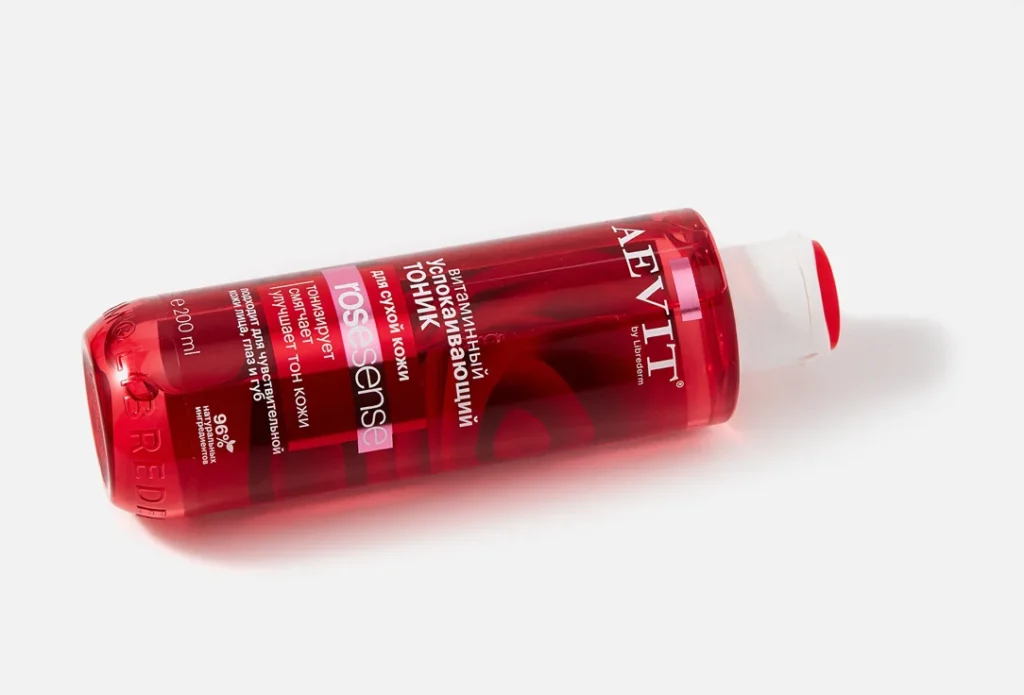 AEVIT®
by Librederm
витаминный
успокаивающий
тоник
для сухой кожи
rosesense
тонизирует
смягчает
улучшает тон кожи
подходит для чувствительной
кожи лица, глаз и губ
96%
натуральных
ингредиентов
e 200 ml